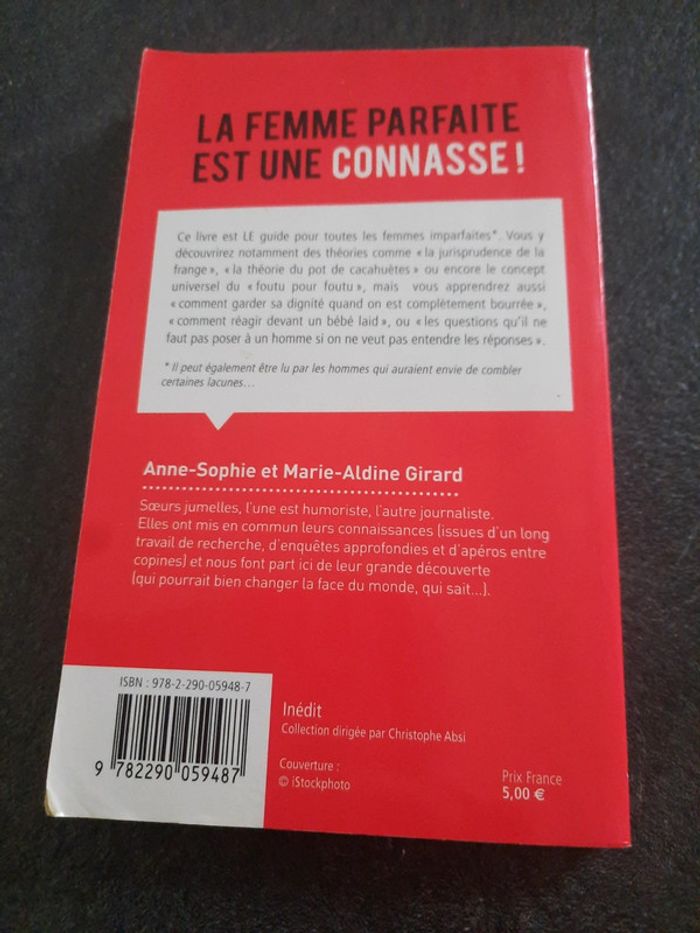 LA FEMME PARFAITE
EST UNE CONNASSE !
Ce livre est LE guide pour toutes les femmes imparfaites*. Vous y
découvrirez notamment des théories comme « la jurisprudence de la
frange », « la théorie du pot de cacahuètes » ou encore le concept
universel du « foutu pour foutu », mais vous apprendrez aussi
« comment garder sa dignité quand on est complètement bourrée »,
« comment réagir devant un bébé laid », ou « les questions qu'il ne
faut pas poser à un homme si on ne veut pas entendre les réponses ».
* Il peut également être lu par les hommes qui auraient envie de combler
certaines lacunes...
Anne-Sophie et Marie-Aldine Girard
Sœurs jumelles, l'une est humoriste, l'autre journaliste.
Elles ont mis en commun leurs connaissances (issues d'un long
travail de recherche, d'enquêtes approfondies et d'apéros entre
copines) et nous font part ici de leur grande découverte
(qui pourrait bien changer la face du monde, qui sait...).
ISBN : 978-2-290-05948-7
9 782290 059487
Inédit
Collection dirigée par Christophe Absi
Couverture :
© iStockphoto
Prix France
5,00 €